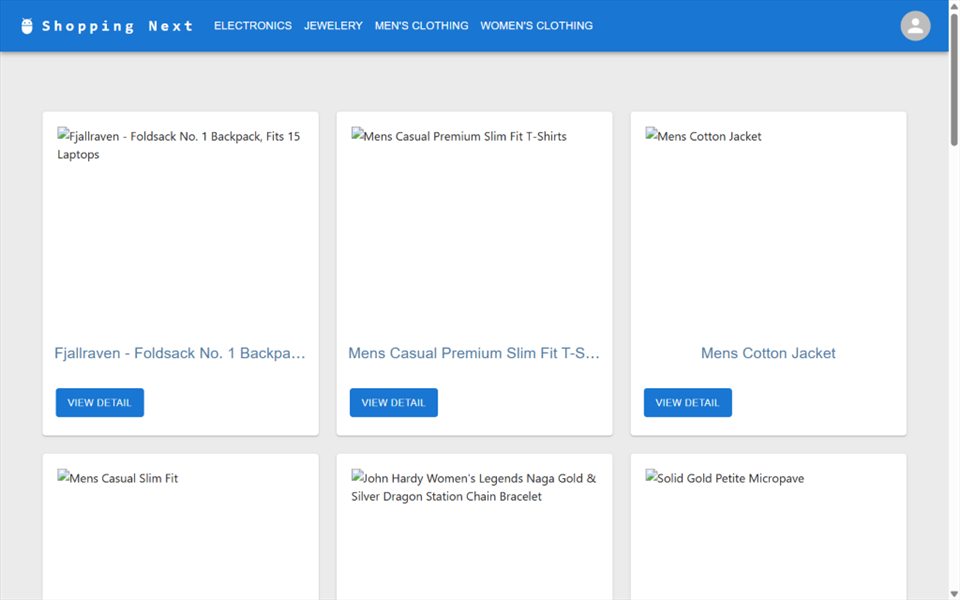 Shopping Next
ELECTRONICS
JEWELERY
MEN'S CLOTHING
WOMEN'S CLOTHING
Fjallraven - Foldsack No. 1 Backpack, Fits 15
Laptops
Mens Casual Premium Slim Fit T-Shirts
Mens Cotton Jacket
Fjallraven - Foldsack No. 1 Backpa...
Mens Casual Premium Slim Fit T-S...
Mens Cotton Jacket
VIEW DETAIL
VIEW DETAIL
VIEW DETAIL
Mens Casual Slim Fit
John Hardy Women's Legends Naga Gold &
Silver Dragon Station Chain Bracelet
Solid Gold Petite Micropave